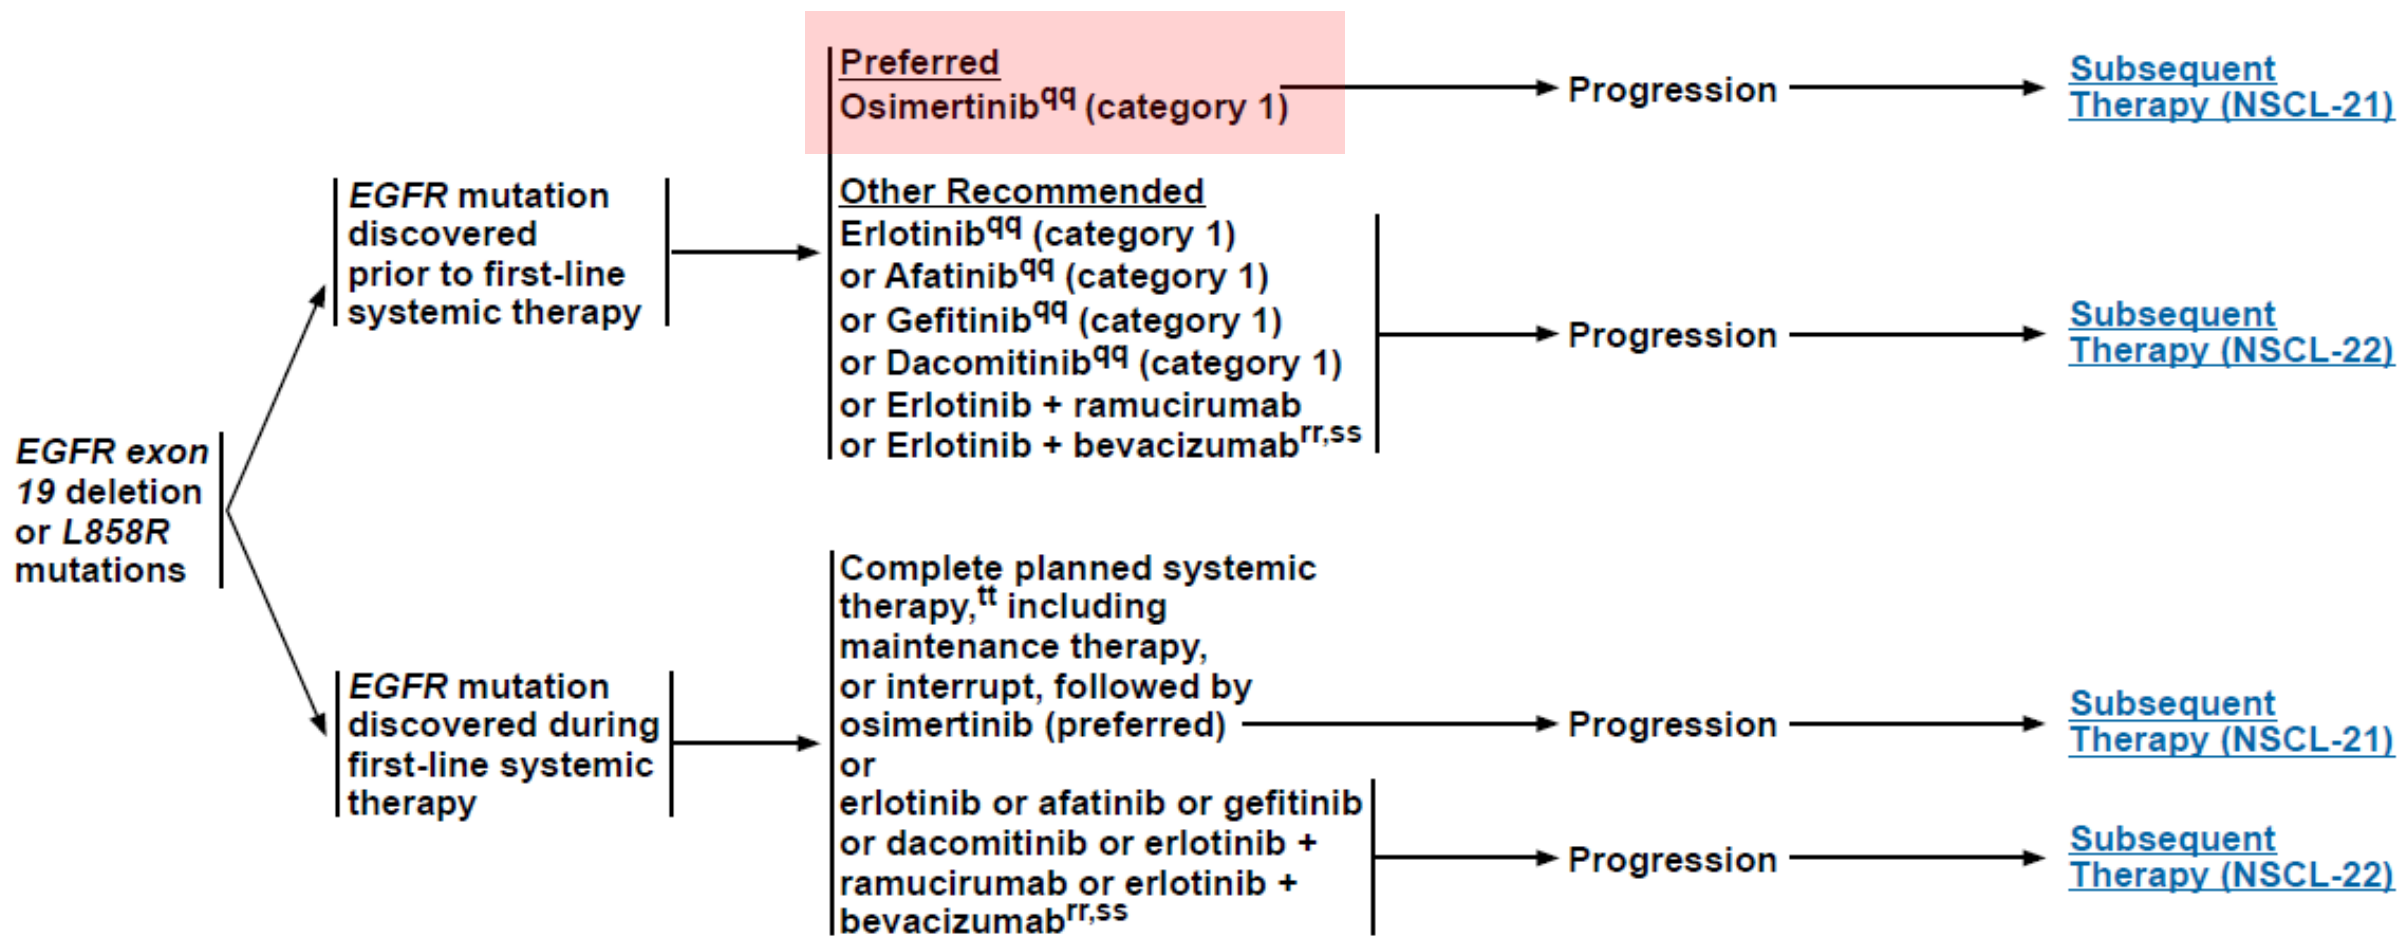 EGFR exon
19 deletion
or L858R
mutations
EGFR mutation
discovered
prior to first-line
systemic therapy
Preferred
Osimertinibqq (category 1)
Progression
Subsequent
Therapy (NSCL-21)
Other Recommended
Erlotinibqq (category 1)
or Afatinibqq (category 1)
or Gefitinibqq (category 1)
or Dacomitinibqq (category 1)
or Erlotinib + ramucirumab
or Erlotinib + bevacizumabrr,ss
Progression
Subsequent
Therapy (NSCL-22)
EGFR mutation
discovered during
first-line systemic
therapy
Complete planned systemic
therapy,tt including
maintenance therapy,
or interrupt, followed by
osimertinib (preferred)
Progression
Subsequent
Therapy (NSCL-21)
or
erlotinib or afatinib or gefitinib
or dacomitinib or erlotinib +
ramucirumab or erlotinib +
bevacizumabrr,ss
Progression
Subsequent
Therapy (NSCL-22)